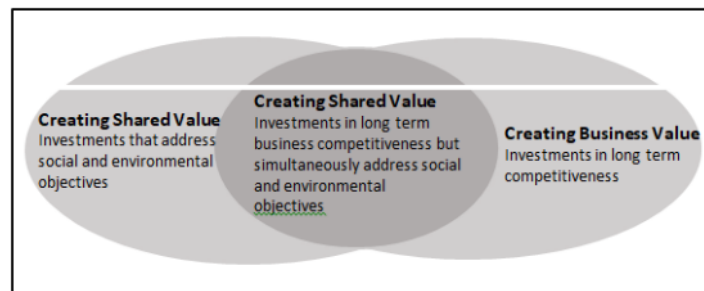 Creating Shared Value
Investments that address
social and environmental
objectives
Creating Shared Value
Investments in long term
business competitiveness but
simultaneously address social
and environmental
objectives
Creating Business Value
Investments in long term
competitiveness